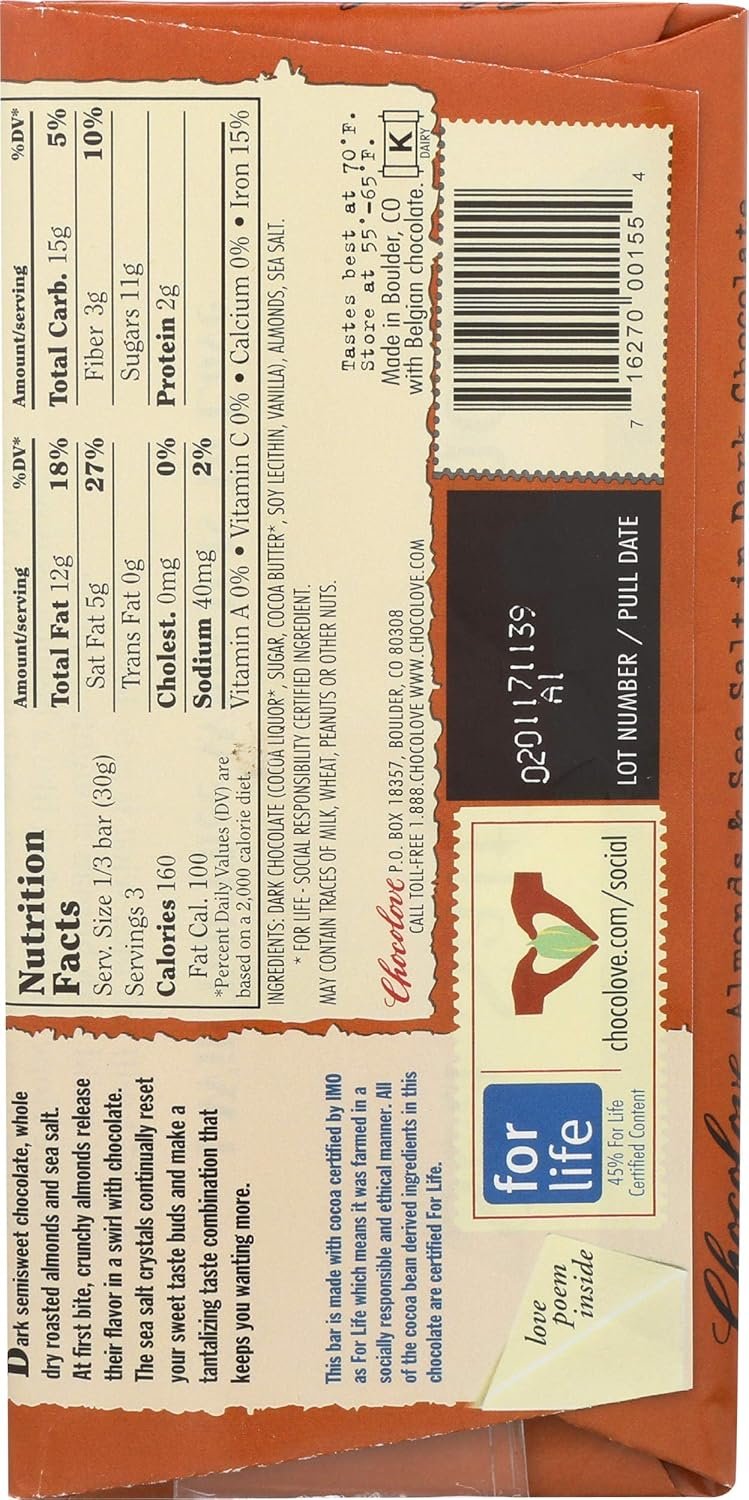 Dark semisweet chocolate, whole
dry roasted almonds and sea salt.
At first bite, crunchy almonds release
their flavor in a swirl with chocolate.
The sea salt crystals continually reset
your sweet taste buds and make a
tantalizing taste combination that
keeps you wanting more.
This bar is made with cocoa certified by IMO
as For Life which means it was farmed in a
socially responsible and ethical manner. All
of the cocoa bean derived ingredients in this
chocolate are certified For Life.
love
poem
inside
Nutrition
Facts
Serv. Size 1/3 bar (30g)
Servings 3
Calories 160
Fat Cal. 100
*Percent Daily Values (DV) are
based on a 2,000 calorie diet.
Amount/serving %DV*
Total Fat 12g 18%
Sat Fat 5g 27%
Trans Fat 0g
Cholest. 0mg 0%
Sodium 40mg 2%
Amount/serving %DV*
Total Carb. 15g 5%
Fiber 3g 10%
Sugars 11g
Protein 2g
Vitamin A 0% • Vitamin C 0% • Calcium 0% • Iron 15%
INGREDIENTS: DARK CHOCOLATE (COCOA LIQUOR*, SUGAR, COCOA BUTTER*, SOY LECITHIN, VANILLA), ALMONDS, SEA SALT.
* FOR LIFE - SOCIAL RESPONSIBILITY CERTIFIED INGREDIENT.
MAY CONTAIN TRACES OF MILK, WHEAT, PEANUTS OR OTHER NUTS.
Chocolove P.O. BOX 18357, BOULDER, CO 80308
CALL TOLL-FREE 1.888.CHOCOLOVE WWW.CHOCOLOVE.COM
Tastes best at 70°F.
Store at 55°-65°F.
Made in Boulder, CO
with Belgian chocolate.
K
DAIRY
for
life
45% For Life
Certified Content
chocolove.com/social
0201171139
A1
LOT NUMBER / PULL DATE
7 16270 00155 4
Chocolove Almonds & Sea Salt in Dark Chocolate